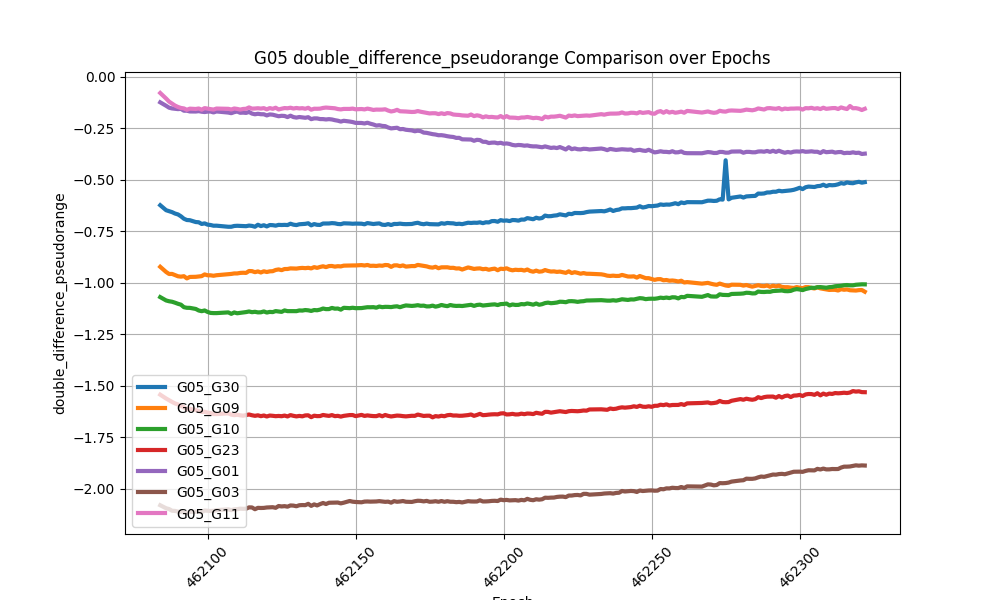 G05 double_difference_pseudorange Comparison over Epochs
double_difference_pseudorange
0.00
−0.25
−0.50
−0.75
−1.00
−1.25
−1.50
−1.75
−2.00
G05_G30
G05_G09
G05_G10
G05_G23
G05_G01
G05_G03
G05_G11
462100
462150
462200
462250
462300
Epoch